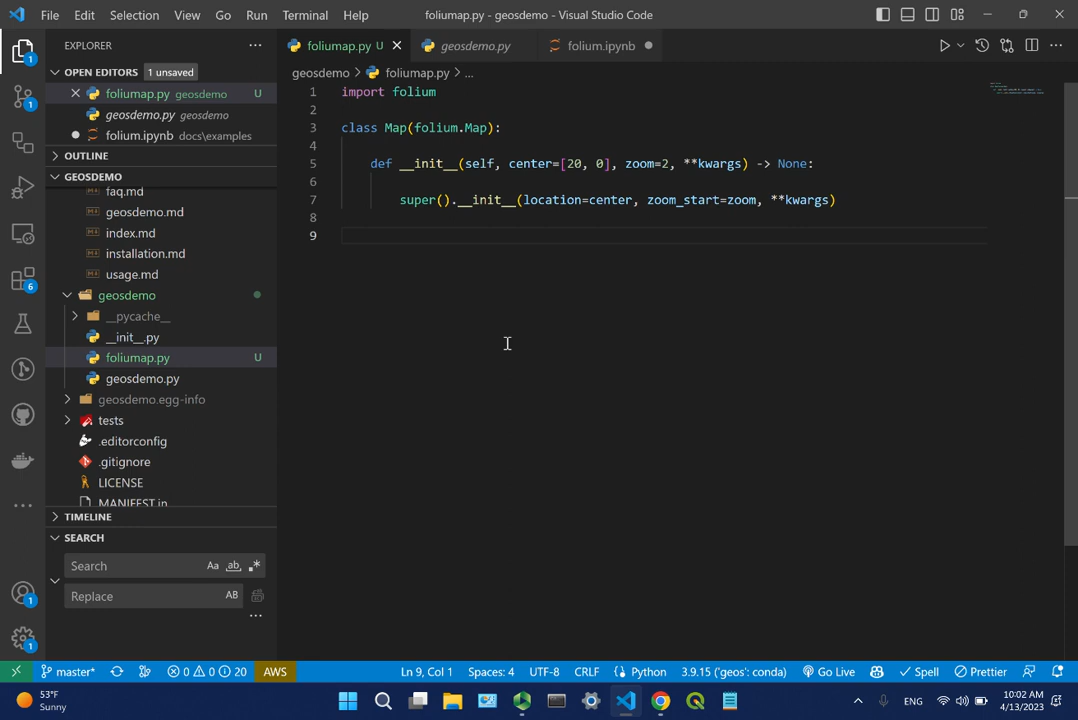 File Edit Selection View Go Run Terminal Help foliumap.py - geosdemo - Visual Studio Code
EXPLORER
foliumap.py U
geosdemo.py
folium.ipynb
OPEN EDITORS 1 unsaved
foliumap.py geosdemo U
geosdemo.py geosdemo
folium.ipynb docs\examples
OUTLINE
GEOSDEMO
faq.md
geosdemo.md
index.md
installation.md
usage.md
geosdemo
__pycache__
__init__.py
foliumap.py U
geosdemo.py
geosdemo.egg-info
tests
.editorconfig
.gitignore
LICENSE
MANIFEST.in
TIMELINE
SEARCH
Search Aa ab
Replace AB
geosdemo > foliumap.py > ...
1 import folium
2
3 class Map(folium.Map):
4
5 def __init__(self, center=[20, 0], zoom=2, **kwargs) -> None:
6
7 super().__init__(location=center, zoom_start=zoom, **kwargs)
8
9
1
1
6
1
1
master* 0 0 20 AWS Ln 9, Col 1 Spaces: 4 UTF-8 CRLF Python 3.9.15 ('geos': conda) Go Live Spell Prettier
53°F
Sunny
ENG
10:02 AM
4/13/2023